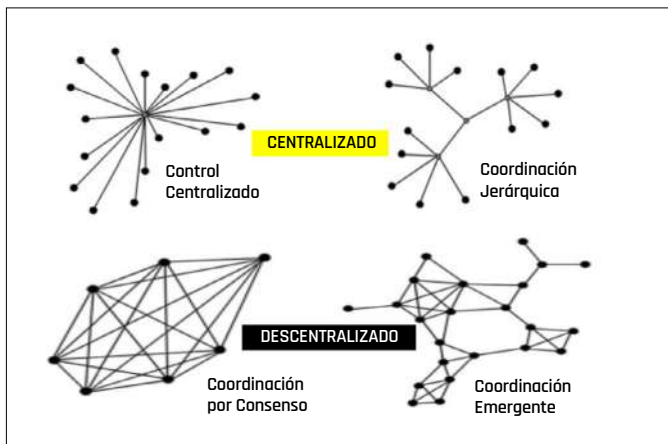 CENTRALIZADO
Control
Centralizado
Coordinación
Jerárquica
DESCENTRALIZADO
Coordinación
por Consenso
Coordinación
Emergente